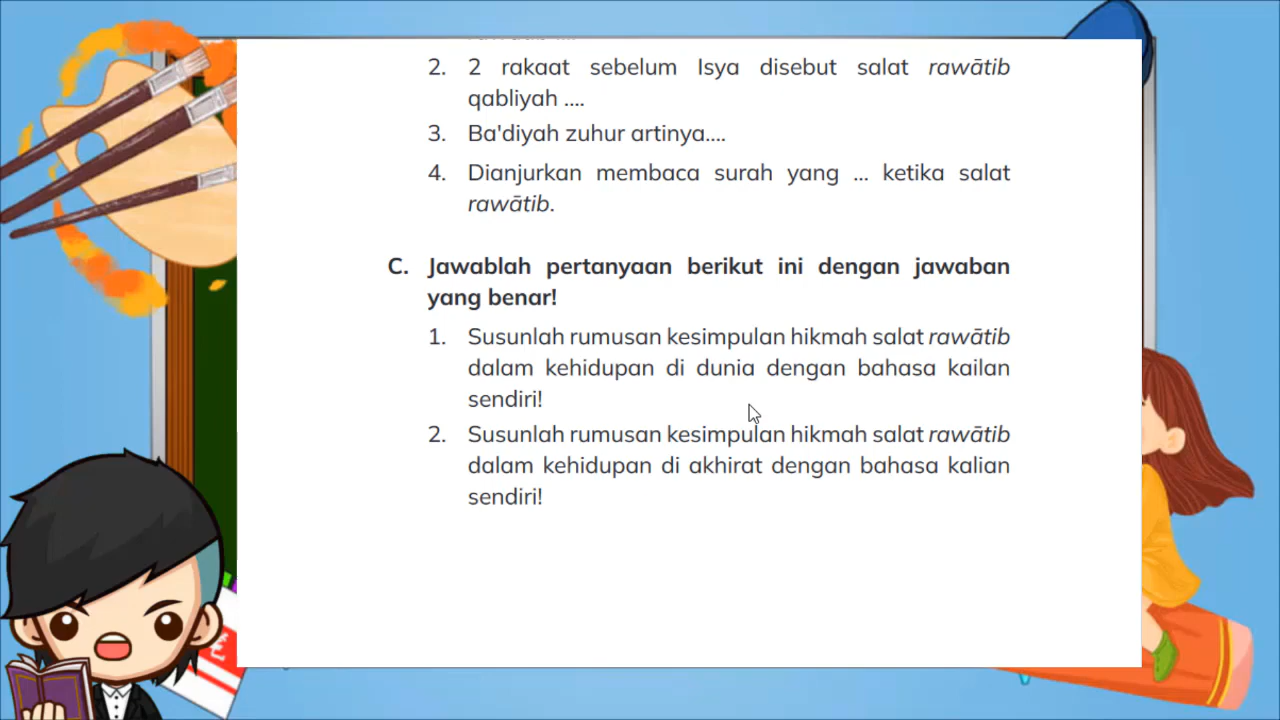 2. 2 rakaat sebelum Isya disebut salat rawātib
qabliyah ....
3. Ba'diyah zuhur artinya....
4. Dianjurkan membaca surah yang ... ketika salat
rawātib.
C. Jawablah pertanyaan berikut ini dengan jawaban
yang benar!
1. Susunlah rumusan kesimpulan hikmah salat rawātib
dalam kehidupan di dunia dengan bahasa kailan
sendiri!
2. Susunlah rumusan kesimpulan hikmah salat rawātib
dalam kehidupan di akhirat dengan bahasa kalian
sendiri!